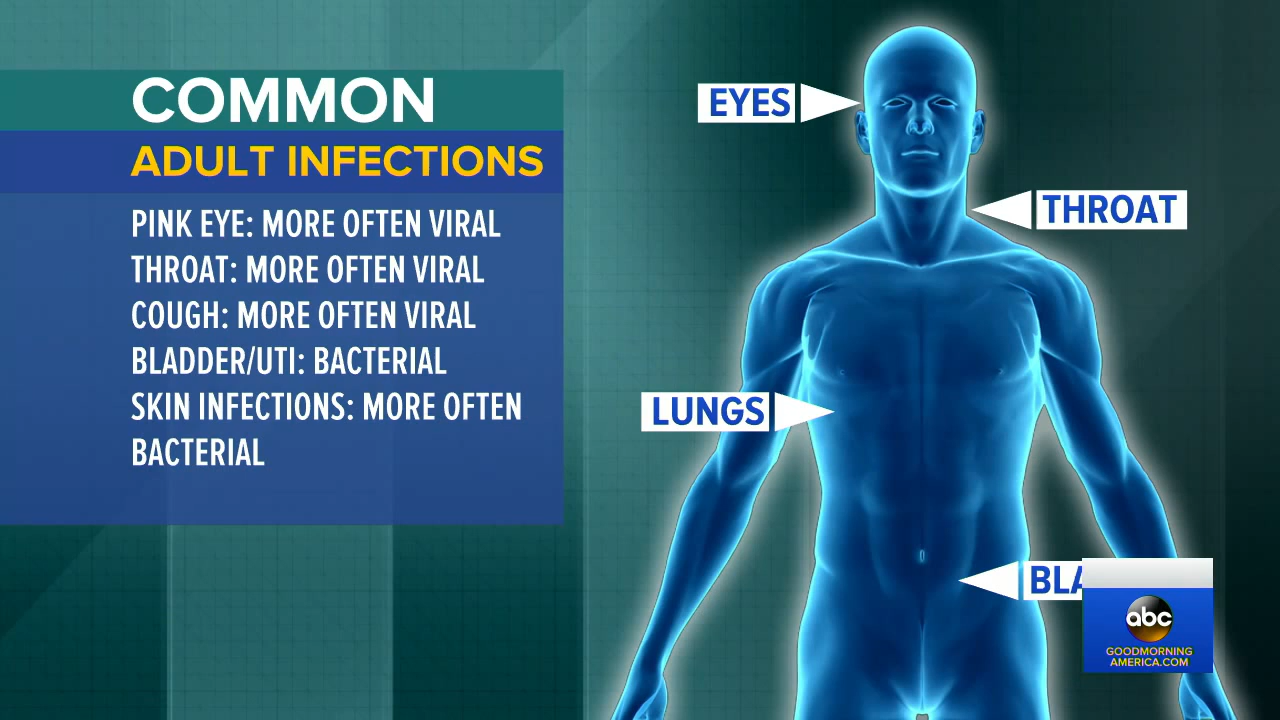 COMMON
ADULT INFECTIONS
PINK EYE: MORE OFTEN VIRAL
THROAT: MORE OFTEN VIRAL
COUGH: MORE OFTEN VIRAL
BLADDER/UTI: BACTERIAL
SKIN INFECTIONS: MORE OFTEN
BACTERIAL
EYES
THROAT
LUNGS
abc
GOODMORNING
AMERICA.COM